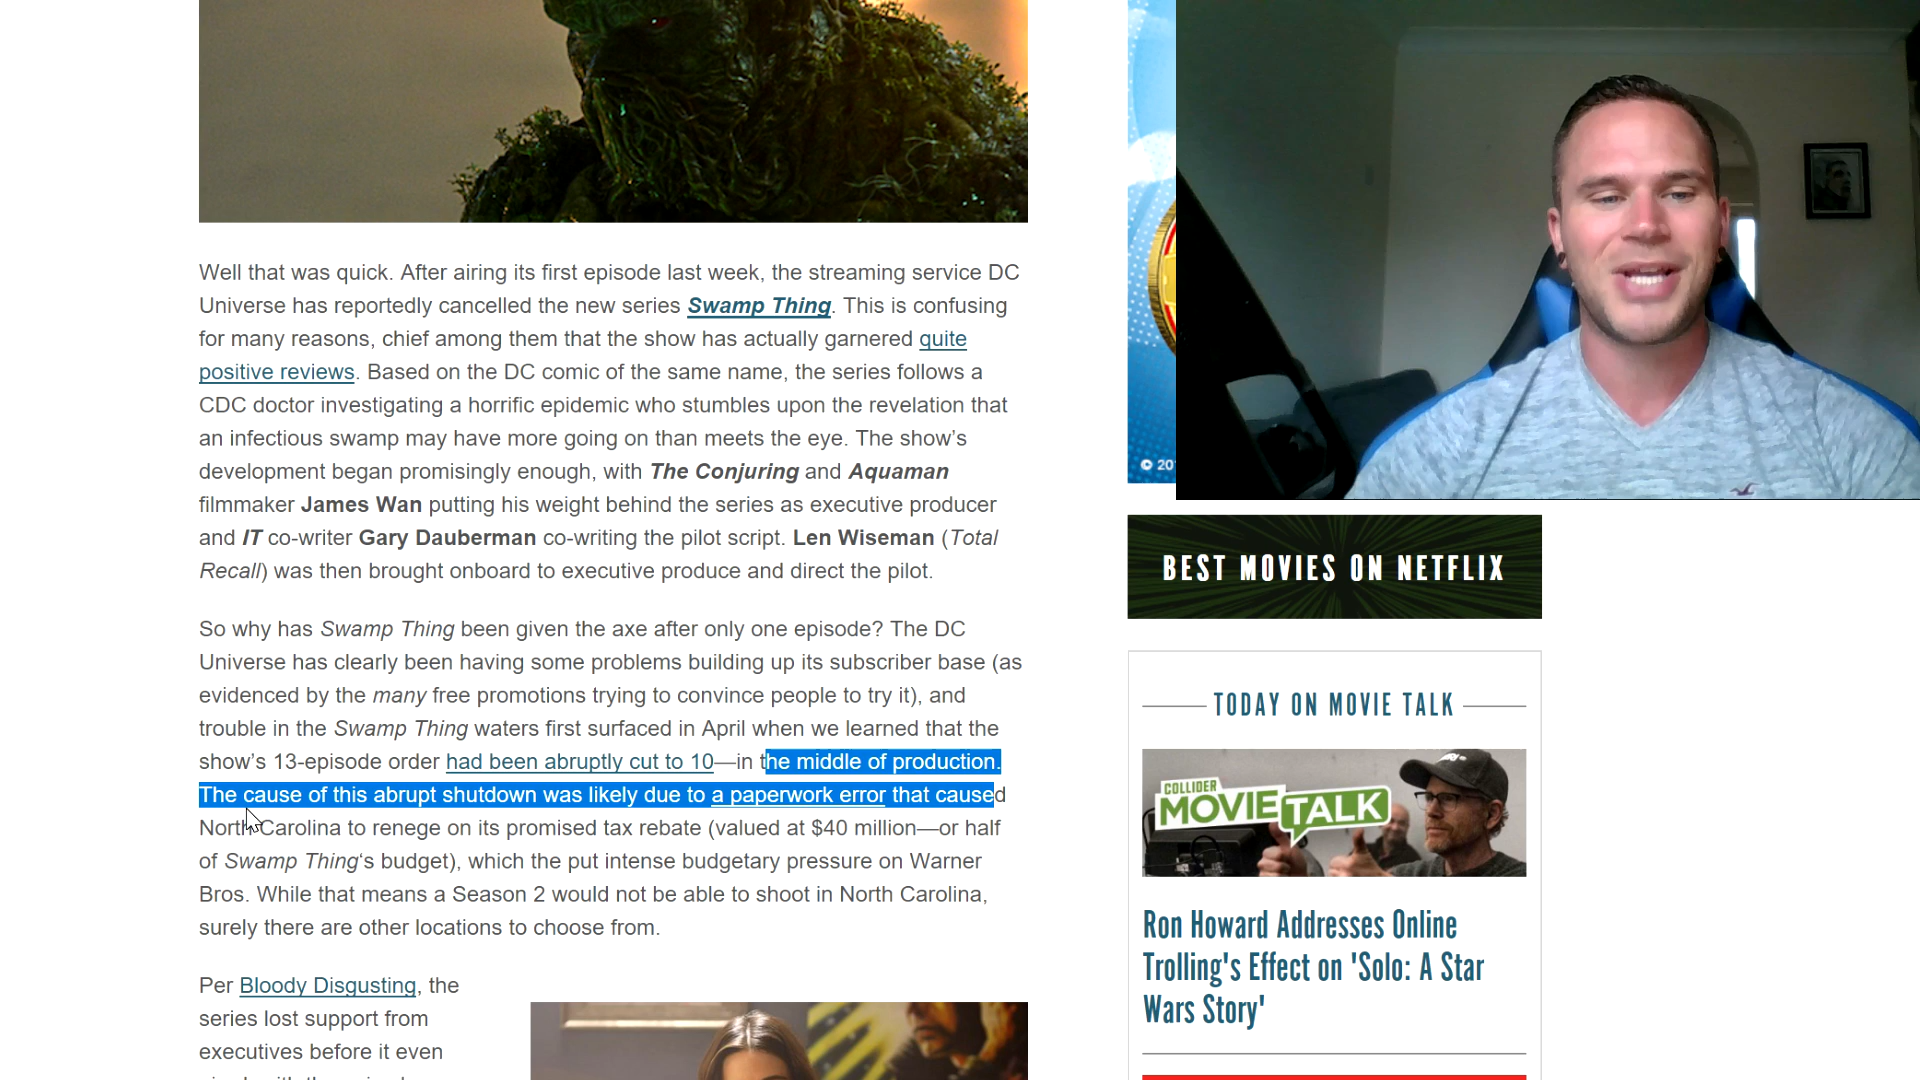 Well that was quick. After airing its first episode last week, the streaming service DC
Universe has reportedly cancelled the new series Swamp Thing. This is confusing
for many reasons, chief among them that the show has actually garnered quite
positive reviews. Based on the DC comic of the same name, the series follows a
CDC doctor investigating a horrific epidemic who stumbles upon the revelation that
an infectious swamp may have more going on than meets the eye. The show’s
development began promisingly enough, with The Conjuring and Aquaman
filmmaker James Wan putting his weight behind the series as executive producer
and IT co-writer Gary Dauberman co-writing the pilot script. Len Wiseman (Total
Recall) was then brought onboard to executive produce and direct the pilot.
So why has Swamp Thing been given the axe after only one episode? The DC
Universe has clearly been having some problems building up its subscriber base (as
evidenced by the many free promotions trying to convince people to try it), and
trouble in the Swamp Thing waters first surfaced in April when we learned that the
show’s 13-episode order had been abruptly cut to 10—in the middle of production.
The cause of this abrupt shutdown was likely due to a paperwork error that caused
North Carolina to renege on its promised tax rebate (valued at $40 million—or half
of Swamp Thing‘s budget), which the put intense budgetary pressure on Warner
Bros. While that means a Season 2 would not be able to shoot in North Carolina,
surely there are other locations to choose from.
Per Bloody Disgusting, the
series lost support from
executives before it even
© 20
BEST MOVIES ON NETFLIX
TODAY ON MOVIE TALK
COLLIDER
MOVIE TALK
Ron Howard Addresses Online
Trolling's Effect on 'Solo: A Star
Wars Story'